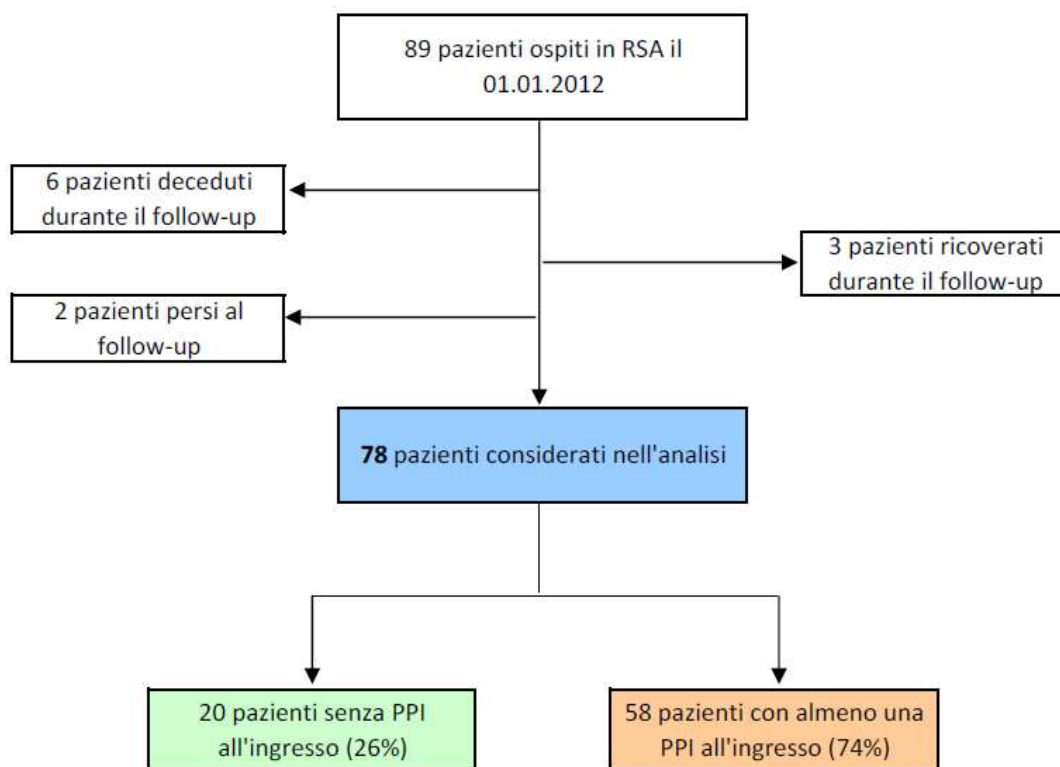 89 pazienti ospiti in RSA il
01.01.2012
6 pazienti deceduti
durante il follow-up
3 pazienti ricoverati
durante il follow-up
2 pazienti persi al
follow-up
78 pazienti considerati nell'analisi
20 pazienti senza PPI
all'ingresso (26%)
58 pazienti con almeno una
PPI all'ingresso (74%)